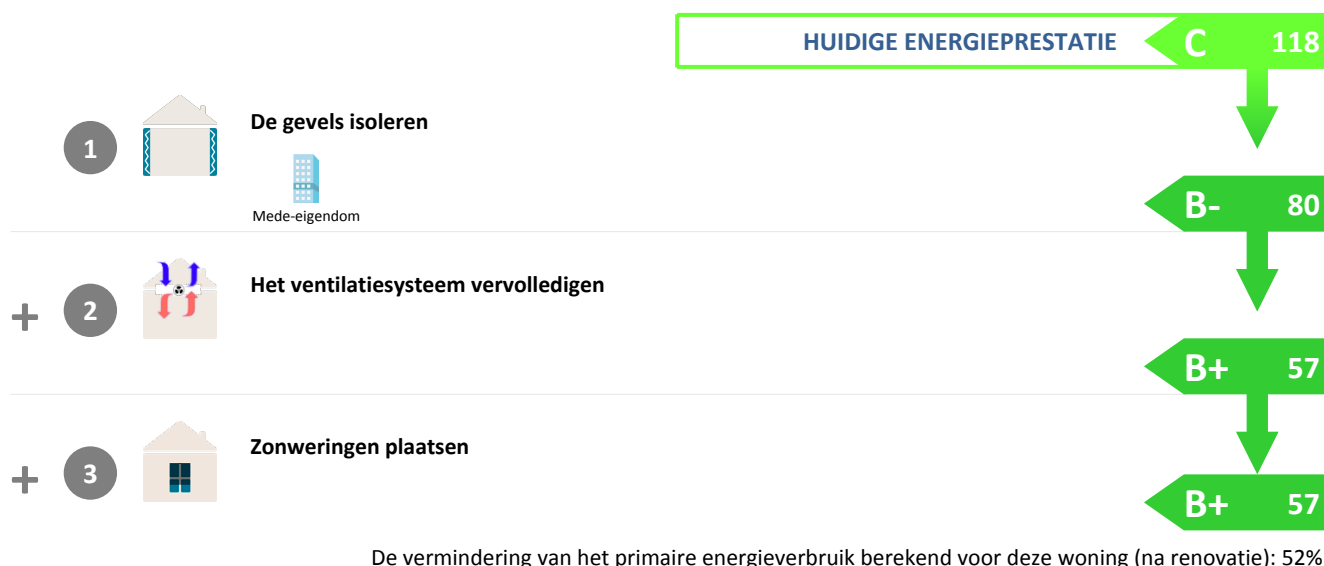 HUIDIGE ENERGIEPRESTATIE C 118
1 De gevels isoleren
Mede-eigendom
B- 80
+ 2 Het ventilatiesysteem vervolledigen
B+ 57
+ 3 Zonweringen plaatsen
B+ 57
De vermindering van het primaire energieverbruik berekend voor deze woning (na renovatie): 52%